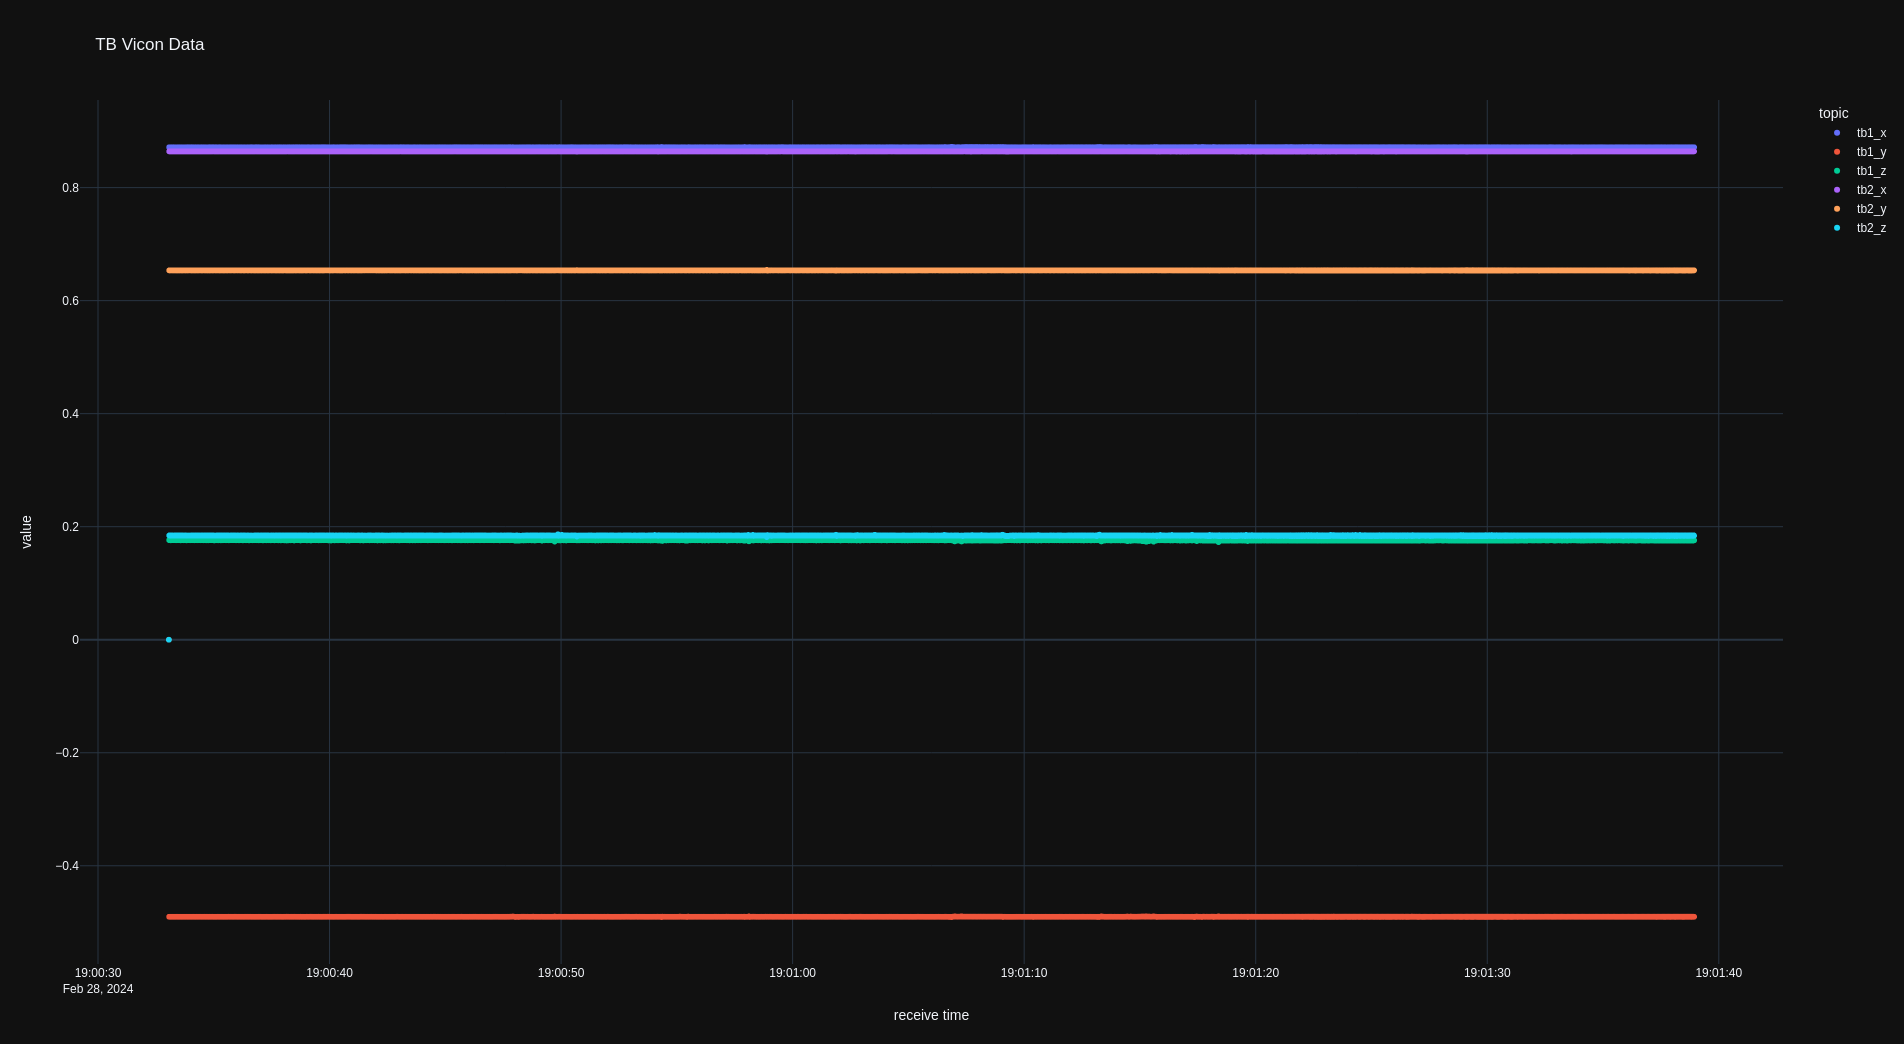 TB Vicon Data
topic
tb1_x
tb1_y
tb1_z
tb2_x
tb2_y
tb2_z
value
0.8
0.6
0.4
0.2
0
−0.2
−0.4
19:00:30 19:00:40 19:00:50 19:01:00 19:01:10 19:01:20 19:01:30 19:01:40
Feb 28, 2024
receive time